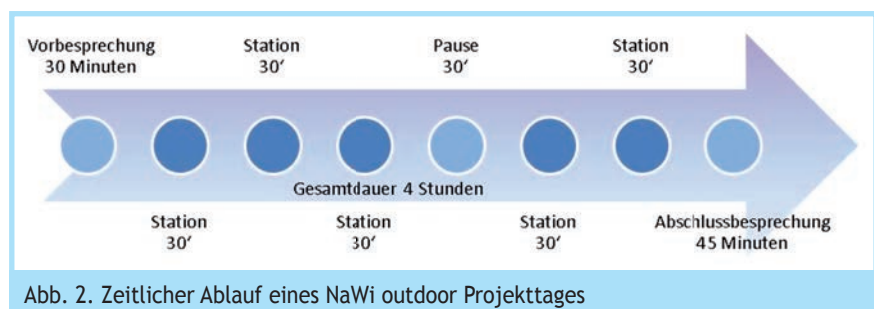 Vorbesprechung
30 Minuten
Station
30′
Pause
30′
Station
30′
Gesamtdauer 4 Stunden
Station
30′
Station
30′
Station
30′
Abschlussbesprechung
45 Minuten
Abb. 2. Zeitlicher Ablauf eines NaWi outdoor Projekttages